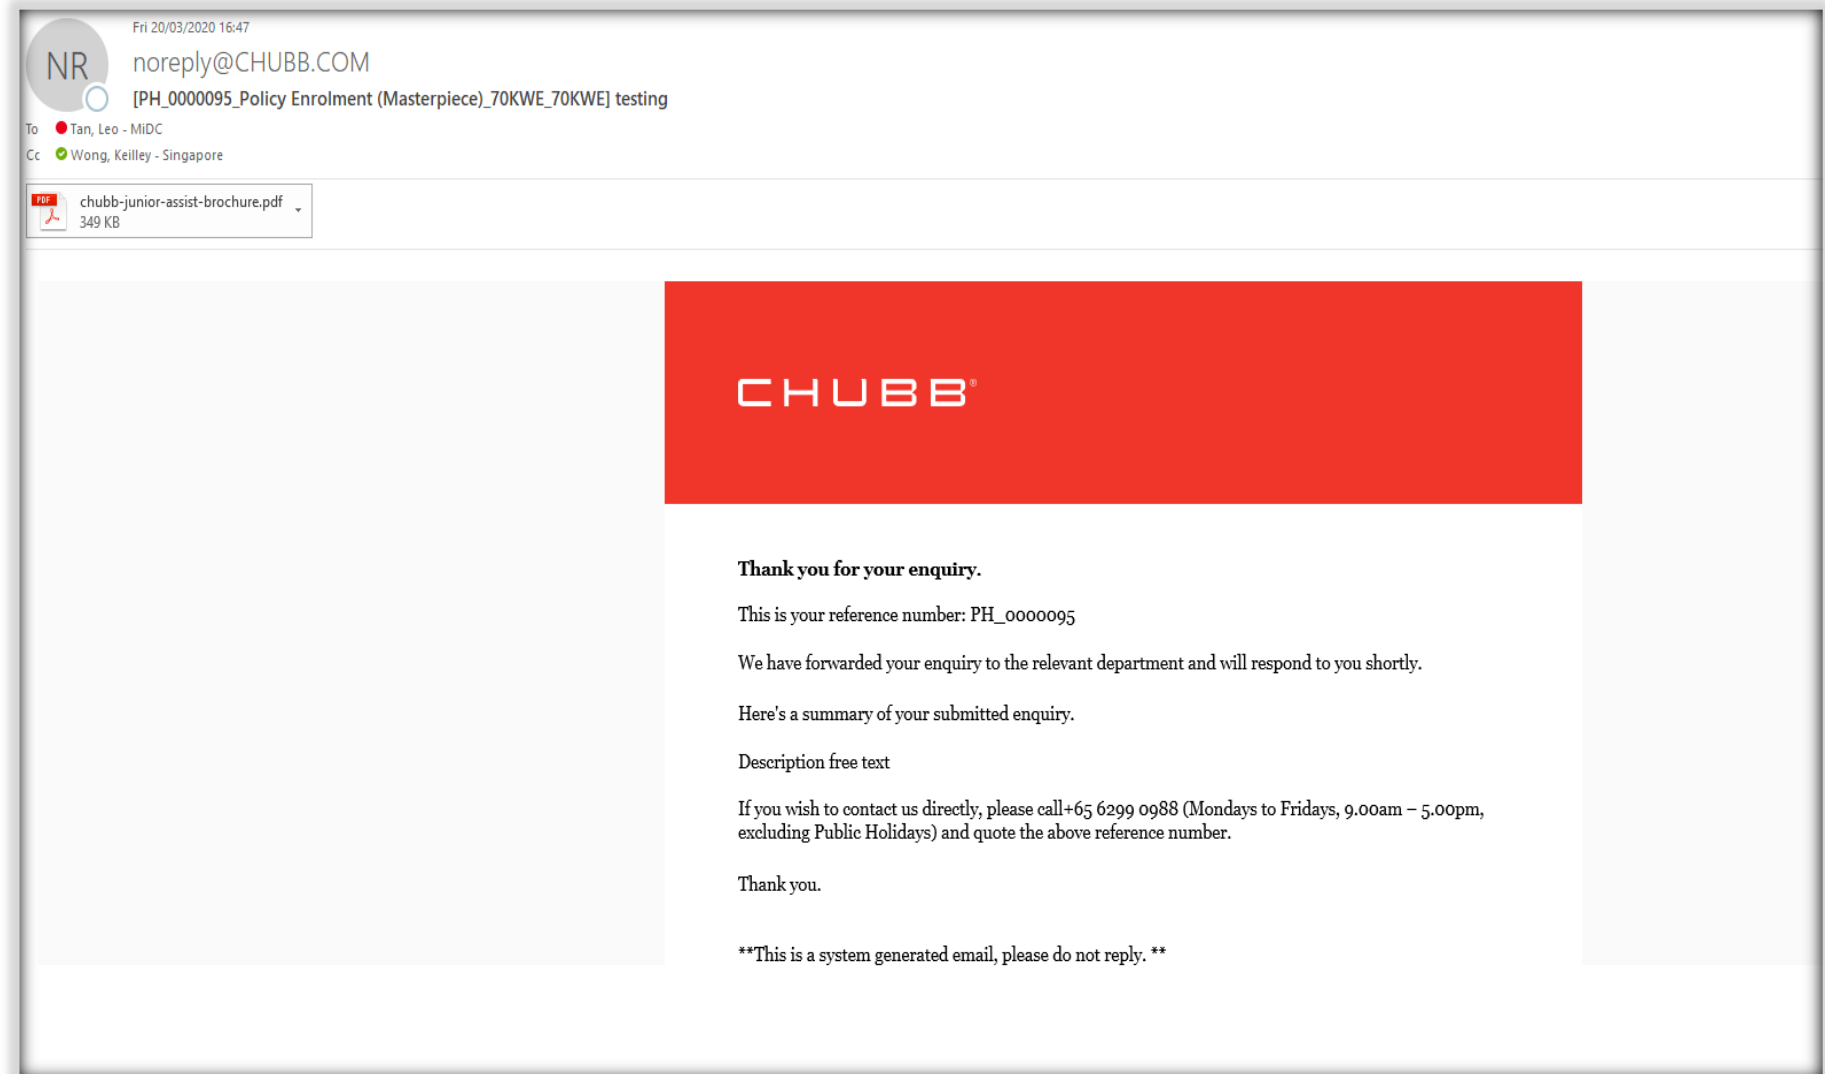 Fri 20/03/2020 16:47
NR
noreply@CHUBB.COM
[PH_0000095_Policy Enrolment (Masterpiece)_70KWE_70KWE] testing
To Tan, Leo - MiDC
Cc Wong, Keilley - Singapore
PDF
chubb-junior-assist-brochure.pdf
349 KB
CHUBB®
Thank you for your enquiry.
This is your reference number: PH_0000095
We have forwarded your enquiry to the relevant department and will respond to you shortly.
Here's a summary of your submitted enquiry.
Description free text
If you wish to contact us directly, please call+65 6299 0988 (Mondays to Fridays, 9.00am – 5.00pm,
excluding Public Holidays) and quote the above reference number.
Thank you.
**This is a system generated email, please do not reply. **